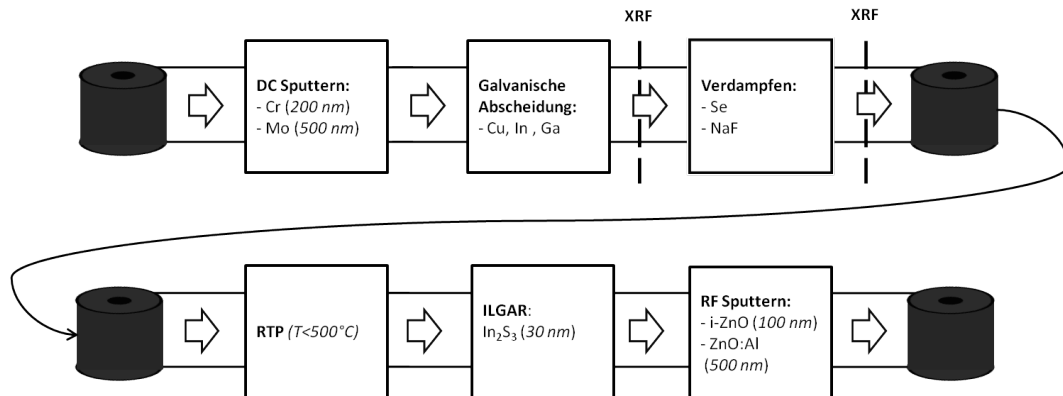 XRF
XRF
DC Sputtern:
- Cr (200 nm)
- Mo (500 nm)
Galvanische
Abscheidung:
- Cu, In , Ga
Verdampfen:
- Se
- NaF
RTP (T<500°C)
ILGAR:
In₂S₃ (30 nm)
RF Sputtern:
- i-ZnO (100 nm)
- ZnO:Al
(500 nm)